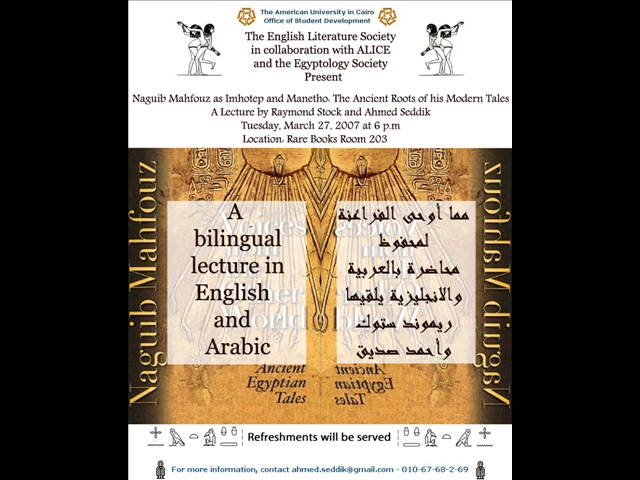 The American University in Cairo
Office of Student Development
The English Literature Society
in collaboration with ALICE
and the Egyptology Society
Present
Naguib Mahfouz as Imhotep and Manetho: The Ancient Roots of his Modern Tales
A Lecture by Raymond Stock and Ahmed Seddik
Tuesday, March 27, 2007 at 6 p.m
Location: Rare Books Room 203
Naguib Mahfouz
Naguib Mahfouz
A
bilingual
lecture in
English
and
Arabic
مما أوحى الفراعنة
لمحفوظ
محاضرة بالعربية
والانجليزية يلقيها
ريموند ستوك
وأحمد صديق
Voices
from
Other
World
Ancient
Egyptian
Tales
Ancient
Egyptian
Tales
Refreshments will be served
For more information, contact ahmed.seddik@gmail.com - 010-67-68-2-69